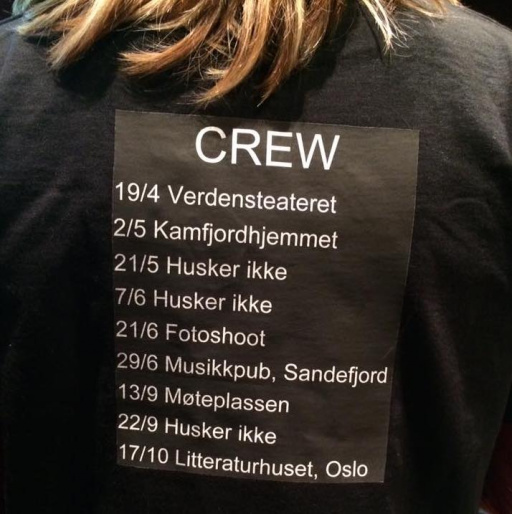 CREW
19/4 Verdensteateret
2/5 Kamfjordhjemmet
21/5 Husker ikke
7/6 Husker ikke
21/6 Fotoshoot
29/6 Musikkpub, Sandefjord
13/9 Møteplassen
22/9 Husker ikke
17/10 Litteraturhuset, Oslo